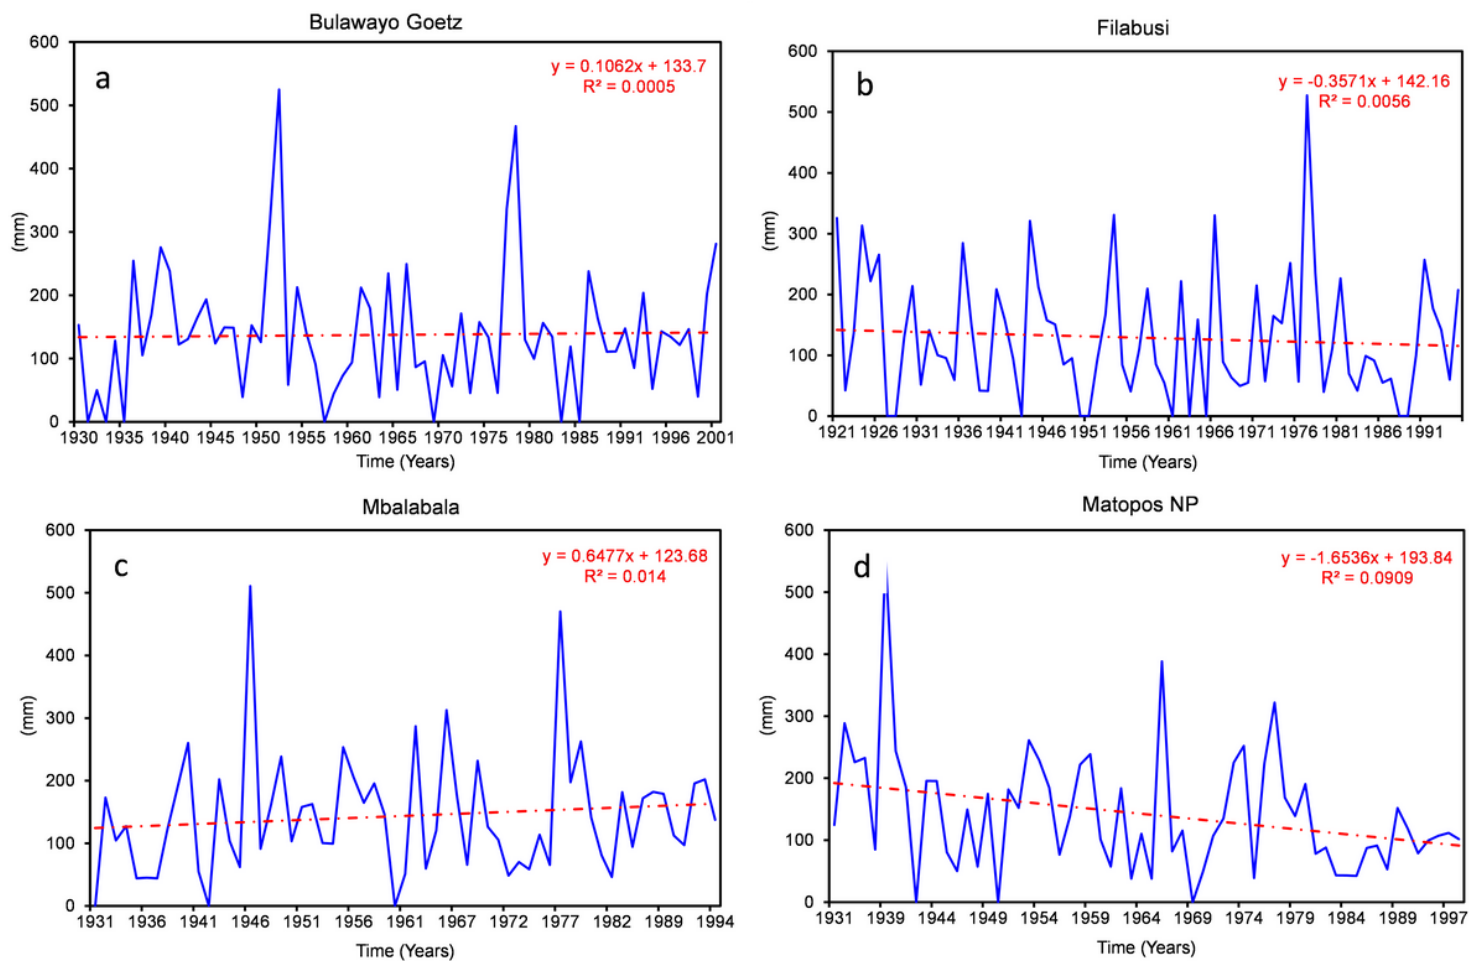 Bulawayo Goetz
a
y = 0.1062x + 133.7
R² = 0.0005
600
500
400
300
200
100
0
(mm)
1930 1935 1940 1945 1950 1955 1960 1965 1970 1975 1980 1985 1991 1996 2001
Time (Years)
Filabusi
b
y = -0.3571x + 142.16
R² = 0.0056
600
500
400
300
200
100
0
(mm)
1921 1926 1931 1936 1941 1946 1951 1956 1961 1966 1971 1976 1981 1986 1991
Time (Years)
Mbalabala
c
y = 0.6477x + 123.68
R² = 0.014
600
500
400
300
200
100
0
(mm)
1931 1936 1941 1946 1951 1956 1961 1967 1972 1977 1982 1989 1994
Time (Years)
Matopos NP
d
y = -1.6536x + 193.84
R² = 0.0909
600
500
400
300
200
100
0
(mm)
1931 1939 1944 1949 1954 1959 1964 1969 1974 1979 1984 1989 1997
Time (Years)